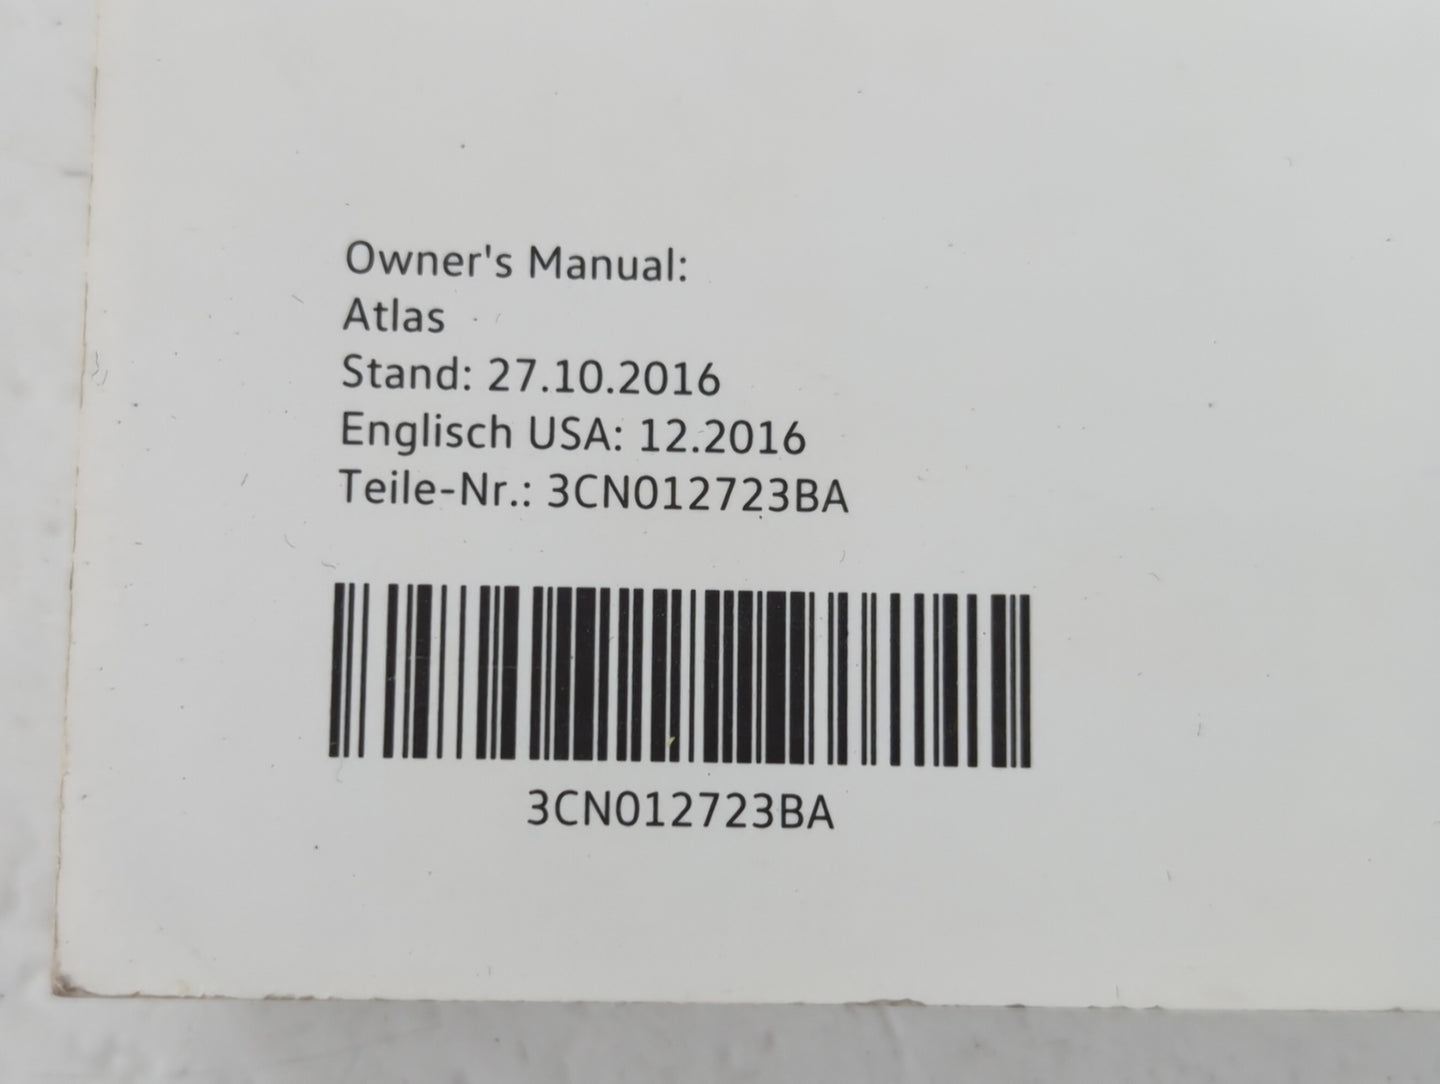 Owner's Manual:
Atlas
Stand: 27.10.2016
Englisch USA: 12.2016
Teile-Nr.: 3CN012723BA
3CN012723BA